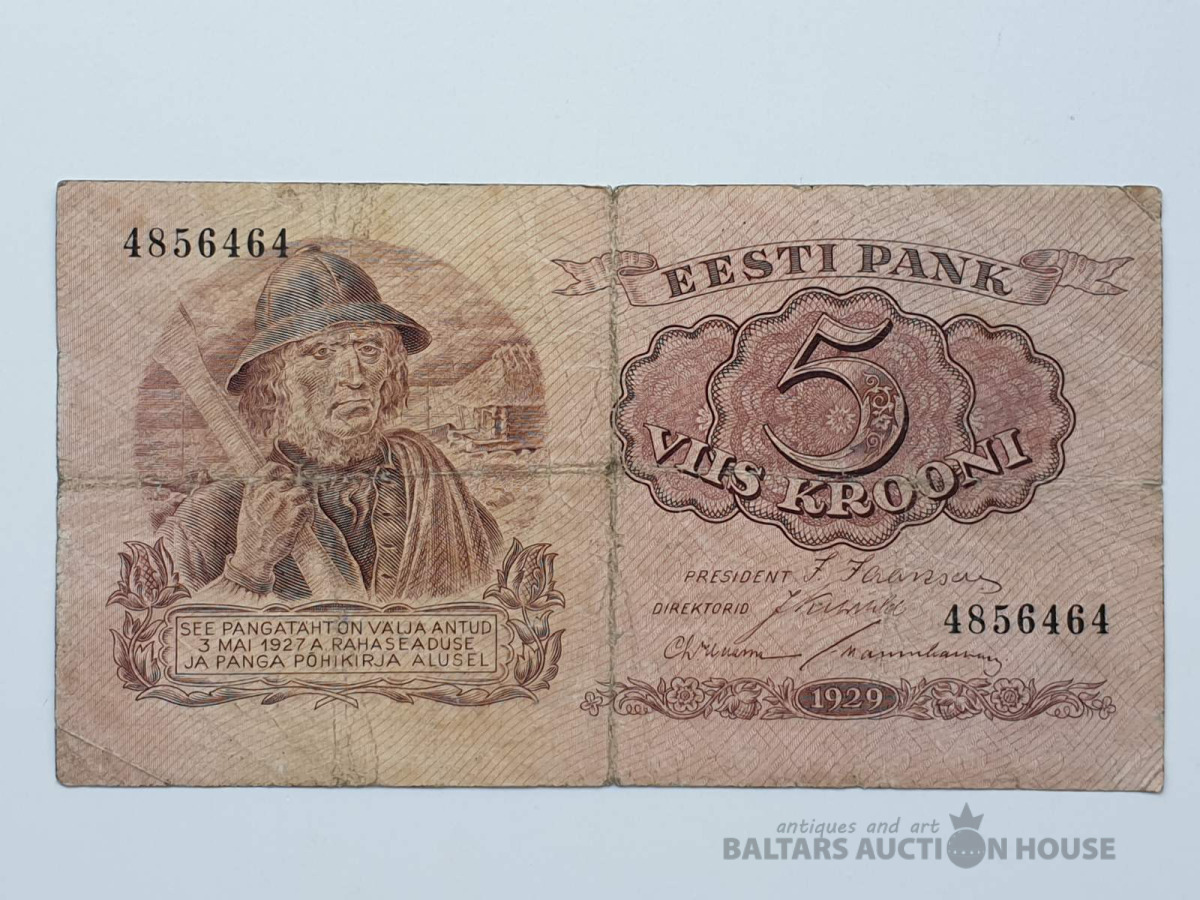 4856464
EESTI PANK
5
VIIS KROONI
SEE PANGATÄHT ON VÄLJA ANTUD
3 MAI 1927 A. RAHASEADUSE
JA PANGA PÕHIKIRJA ALUSEL
PRESIDENT
DIREKTORID
4856464
1929
antiques and art
BALTARS AUCTION HOUSE